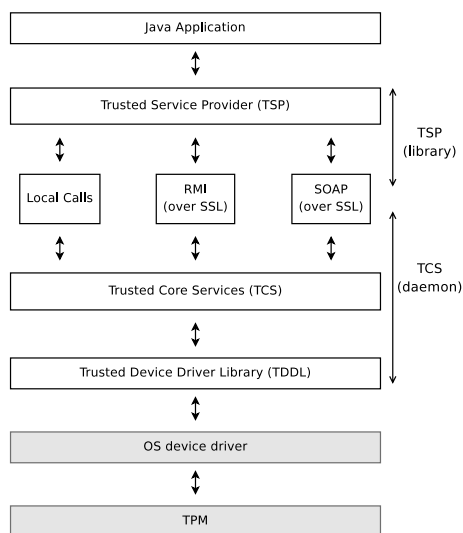 Java Application
Trusted Service Provider (TSP)
TSP
(library)
Local Calls
RMI
(over SSL)
SOAP
(over SSL)
TCS
(daemon)
Trusted Core Services (TCS)
Trusted Device Driver Library (TDDL)
OS device driver
TPM